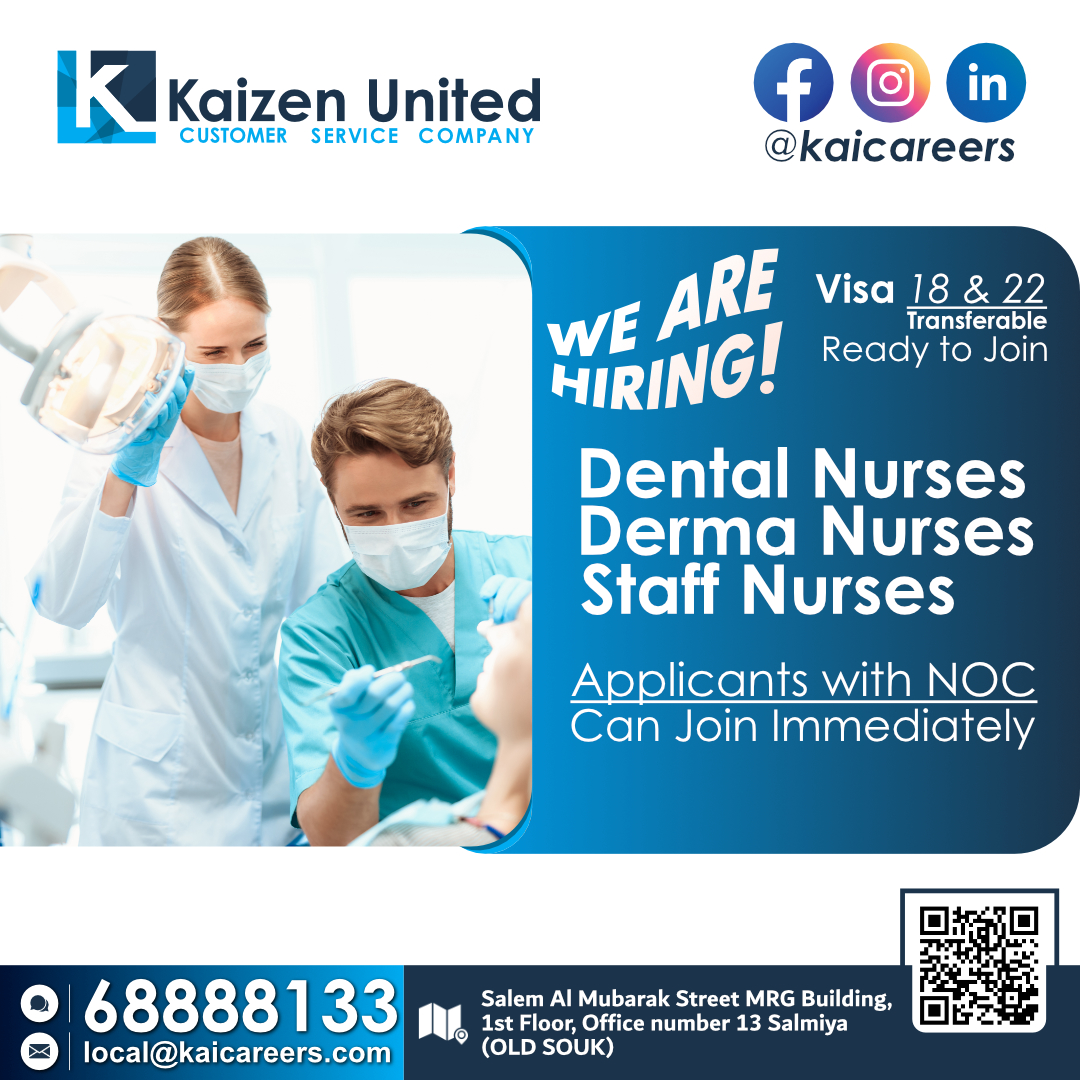 K
Kaizen United
CUSTOMER SERVICE COMPANY
f
in
@kaicareers
WE ARE
HIRING!
Visa 18 & 22
Transferable
Ready to Join
Dental Nurses
Derma Nurses
Staff Nurses
Applicants with NOC
Can Join Immediately
68888133
local@kaicareers.com
Salem Al Mubarak Street MRG Building,
1st Floor, Office number 13 Salmiya
(OLD SOUK)